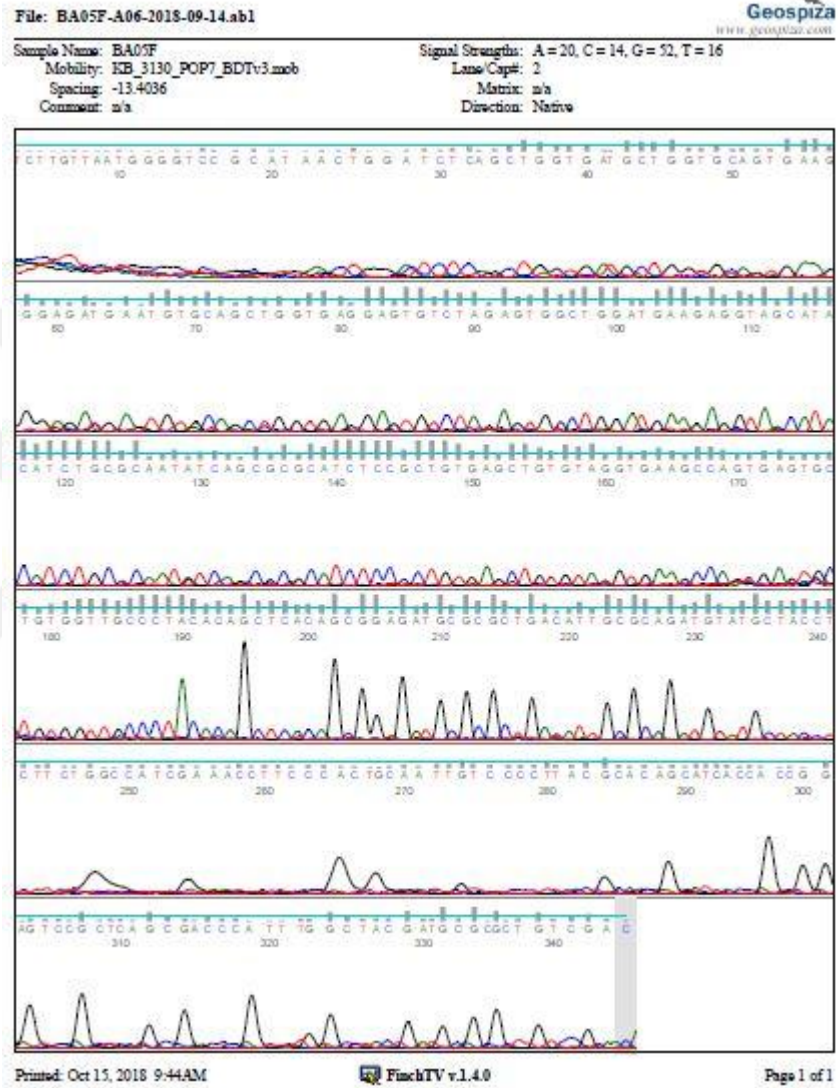 File: BA05F-A06-2018-09-14.ab1
Geospiza
www.geospiza.com
Sample Name: BA05F
Signal Strengths: A = 20, C = 14, G = 52, T = 16
Mobility: KB_3130_POP7_BDTv3.mob
Lane/Cap#: 2
Spacing: -13.4036
Matrix: n/a
Comment: n/a
Direction: Native
TCTTGTTAATGGGGTCC GCAT AACTGGATCTCAGCTGGTGATGCTGGTGCAGTGAAG
10 20 30 40 50
GGAGATGAATGTGCAGCTGGTGAGGAGTGTCTAGAGTGGCTGGATGAAGAGGTAGCATA
60 70 80 90 100 110
CATCTGCGCAATATCAGCGCGCATCTCCGCTGTGAGCTGTGTAGGTGAAGCCAGTGAGTGC
120 130 140 150 160 170
TGTGGTTGCCCTACACAGCTCACAGCGGAGATGCGCGCTGACATTGCGCAGATGTATGCTACCT
180 190 200 210 220 230 240
CTTCTGGCCATCGAAACCTTCCCACTGCAATTGTCCCCTTACGCACAGCATCACCACCGG
250 260 270 280 290 300
AGTCCGCTCAGCGACCCATTTGGCTACGATGCGCGCTGTCGAC
310 320 330 340
Printed: Oct 15, 2018 9:44AM
FinchTV v.1.4.0
Page 1 of 1